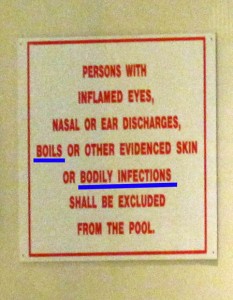 PERSONS WITH
INFLAMED EYES,
NASAL OR EAR DISCHARGES,
BOILS OR OTHER EVIDENCED SKIN
OR BODILY INFECTIONS
SHALL BE EXCLUDED
FROM THE POOL.